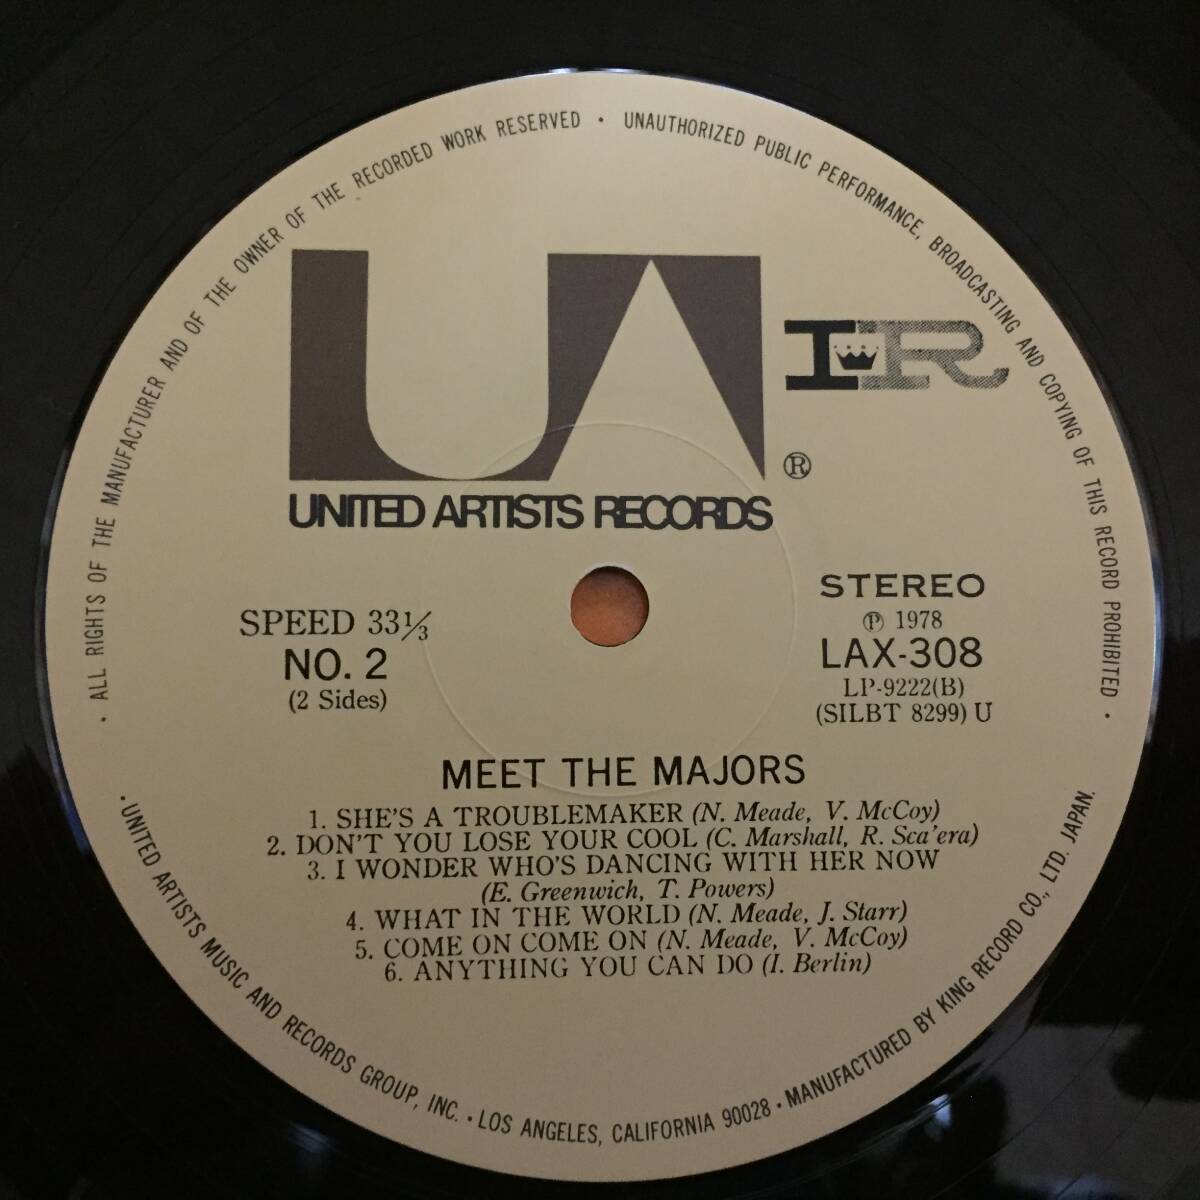 ALL RIGHTS OF THE MANUFACTURER AND OF THE OWNER OF THE RECORDED WORK RESERVED • UNAUTHORIZED PUBLIC PERFORMANCE, BROADCASTING AND COPYING OF THIS RECORD PROHIBITED
UA
IR
®
UNITED ARTISTS RECORDS
SPEED 33⅓
NO. 2
(2 Sides)
STEREO
Ⓟ 1978
LAX-308
LP-9222(B)
(SILBT 8299) U
MEET THE MAJORS
1. SHE'S A TROUBLEMAKER (N. Meade, V. McCoy)
2. DON'T YOU LOSE YOUR COOL (C. Marshall, R. Sca'era)
3. I WONDER WHO'S DANCING WITH HER NOW
(E. Greenwich, T. Powers)
4. WHAT IN THE WORLD (N. Meade, J. Starr)
5. COME ON COME ON (N. Meade, V. McCoy)
6. ANYTHING YOU CAN DO (I. Berlin)
• UNITED ARTISTS MUSIC AND RECORDS GROUP, INC. • LOS ANGELES, CALIFORNIA 90028 • MANUFACTURED BY KING RECORD CO., LTD. JAPAN.